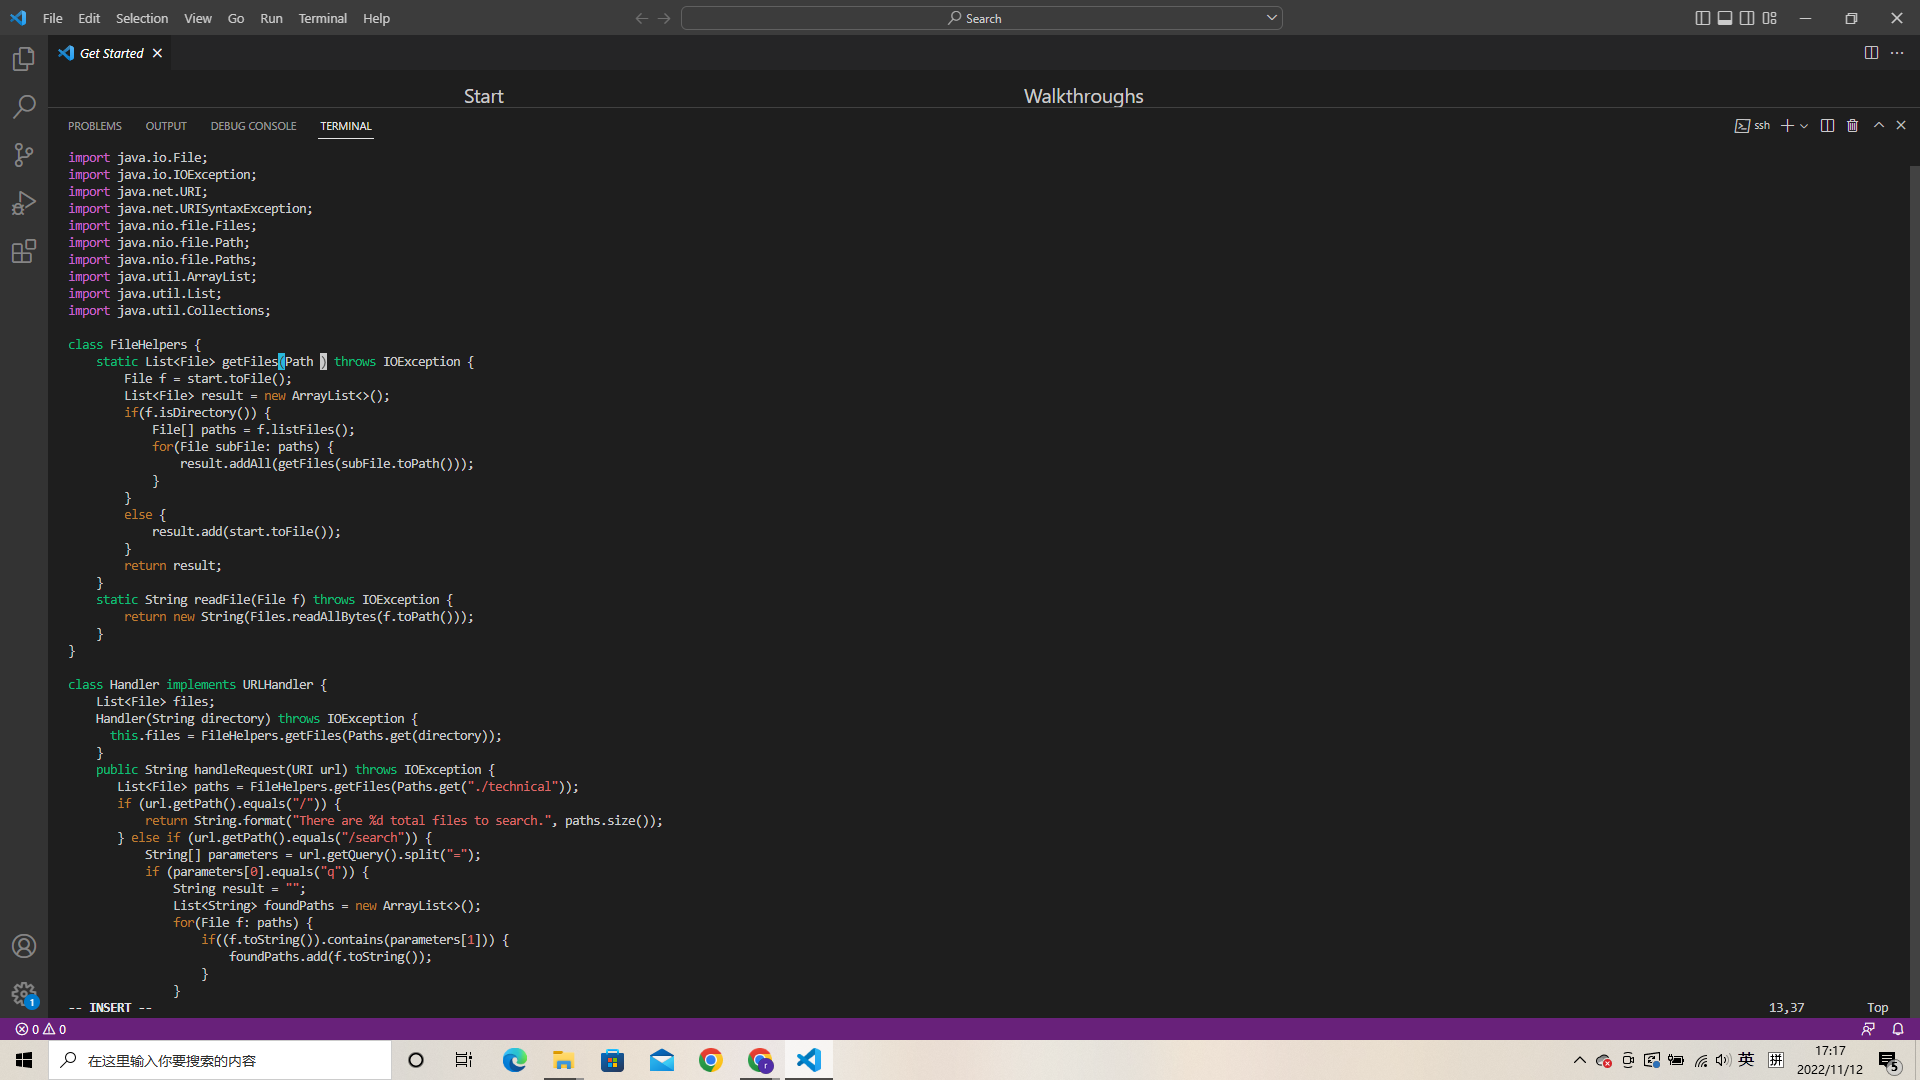 File Edit Selection View Go Run Terminal Help
Search
Get Started
Start
Walkthroughs
PROBLEMS OUTPUT DEBUG CONSOLE TERMINAL
ssh
import java.io.File;
import java.io.IOException;
import java.net.URI;
import java.net.URISyntaxException;
import java.nio.file.Files;
import java.nio.file.Path;
import java.nio.file.Paths;
import java.util.ArrayList;
import java.util.List;
import java.util.Collections;
class FileHelpers {
    static List<File> getFiles(Path ) throws IOException {
        File f = start.toFile();
        List<File> result = new ArrayList<>();
        if(f.isDirectory()) {
            File[] paths = f.listFiles();
            for(File subFile: paths) {
                result.addAll(getFiles(subFile.toPath()));
            }
        }
        else {
            result.add(start.toFile());
        }
        return result;
    }
    static String readFile(File f) throws IOException {
        return new String(Files.readAllBytes(f.toPath()));
    }
}
class Handler implements URLHandler {
    List<File> files;
    Handler(String directory) throws IOException {
      this.files = FileHelpers.getFiles(Paths.get(directory));
    }
    public String handleRequest(URI url) throws IOException {
       List<File> paths = FileHelpers.getFiles(Paths.get("./technical"));
       if (url.getPath().equals("/")) {
           return String.format("There are %d total files to search.", paths.size());
       } else if (url.getPath().equals("/search")) {
           String[] parameters = url.getQuery().split("=");
           if (parameters[0].equals("q")) {
               String result = "";
               List<String> foundPaths = new ArrayList<>();
               for(File f: paths) {
                   if((f.toString()).contains(parameters[1])) {
                       foundPaths.add(f.toString());
                   }
               }
-- INSERT --
13,37
Top
1
0 0
在这里输入你要搜索的内容
r
英
拼
17:17
2022/11/12
5